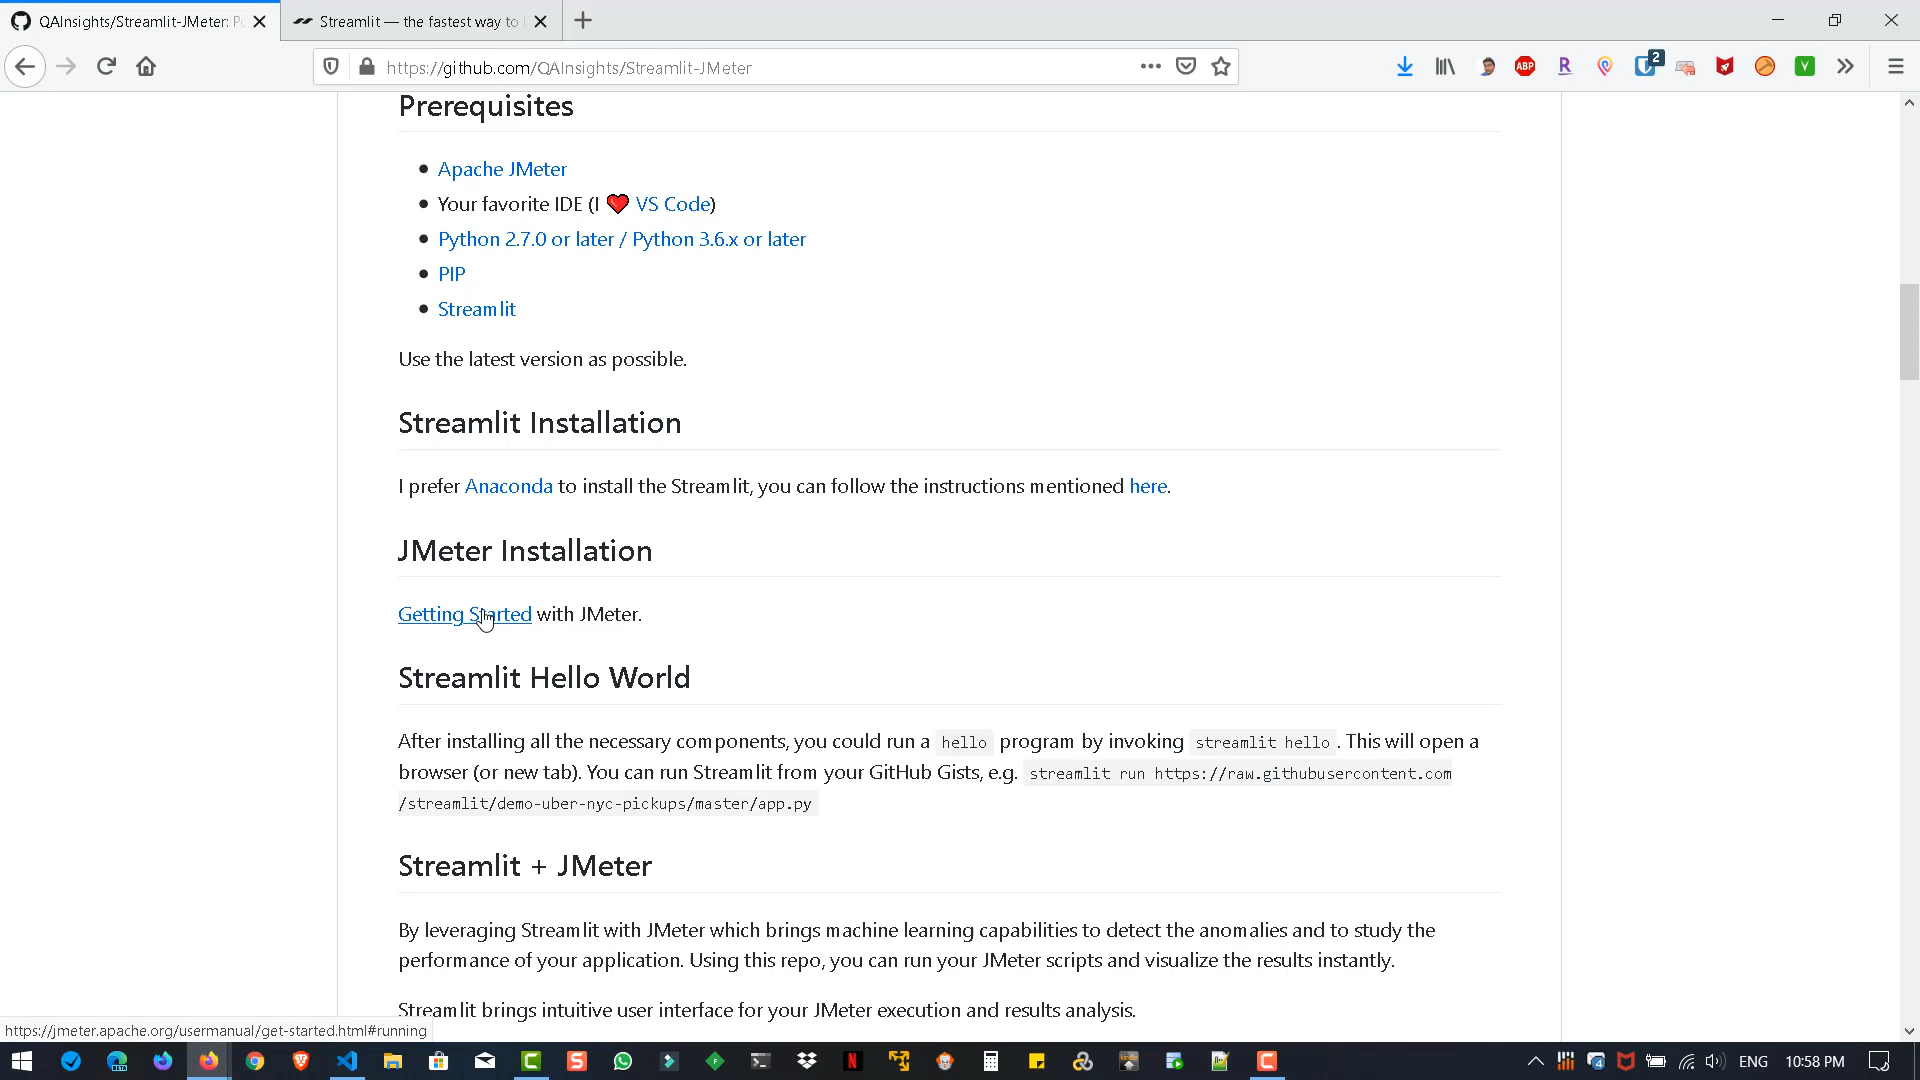 QAInsights/Streamlit-JMeter: Po
Streamlit — the fastest way to
https://github.com/QAInsights/Streamlit-JMeter
ABP
R
2
V
Prerequisites
Apache JMeter
Your favorite IDE (I ❤ VS Code)
Python 2.7.0 or later / Python 3.6.x or later
PIP
Streamlit
Use the latest version as possible.
Streamlit Installation
I prefer Anaconda to install the Streamlit, you can follow the instructions mentioned here.
JMeter Installation
Getting Started with JMeter.
Streamlit Hello World
After installing all the necessary components, you could run a hello program by invoking streamlit hello. This will open a
browser (or new tab). You can run Streamlit from your GitHub Gists, e.g. streamlit run https://raw.githubusercontent.com
/streamlit/demo-uber-nyc-pickups/master/app.py
Streamlit + JMeter
By leveraging Streamlit with JMeter which brings machine learning capabilities to detect the anomalies and to study the
performance of your application. Using this repo, you can run your JMeter scripts and visualize the results instantly.
Streamlit brings intuitive user interface for your JMeter execution and results analysis.
https://jmeter.apache.org/usermanual/get-started.html#running
ENG
10:58 PM